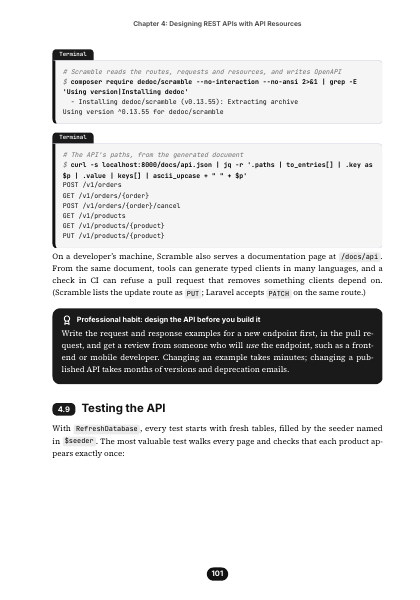 Chapter 4: Designing REST APIs with API Resources
Terminal
# Scramble reads the routes, requests and resources, and writes OpenAPI
$ composer require dedoc/scramble --no-interaction --no-ansi 2>&1 | grep -E
'Using version|Installing dedoc'
- Installing dedoc/scramble (v0.13.55): Extracting archive
Using version ^0.13.55 for dedoc/scramble
Terminal
# The API's paths, from the generated document
$ curl -s localhost:8000/docs/api.json | jq -r '.paths | to_entries[] | .key as
$p | .value | keys[] | ascii_upcase + " " + $p'
POST /v1/orders
GET /v1/orders/{order}
POST /v1/orders/{order}/cancel
GET /v1/products
GET /v1/products/{product}
PUT /v1/products/{product}
On a developer's machine, Scramble also serves a documentation page at /docs/api.
From the same document, tools can generate typed clients in many languages, and a
check in CI can refuse a pull request that removes something clients depend on.
(Scramble lists the update route as PUT; Laravel accepts PATCH on the same route.)
Professional habit: design the API before you build it
Write the request and response examples for a new endpoint first, in the pull re-
quest, and get a review from someone who will use the endpoint, such as a front-
end or mobile developer. Changing an example takes minutes; changing a pub-
lished API takes months of versions and deprecation emails.
4.9 Testing the API
With RefreshDatabase, every test starts with fresh tables, filled by the seeder named
in $seeder. The most valuable test walks every page and checks that each product ap-
pears exactly once:
101